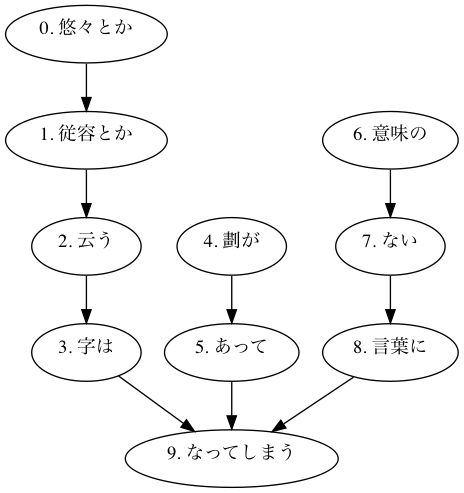 0. 悠々とか
1. 従容とか
2. 云う
3. 字は
4. 劃が
5. あって
6. 意味の
7. ない
8. 言葉に
9. なってしまう